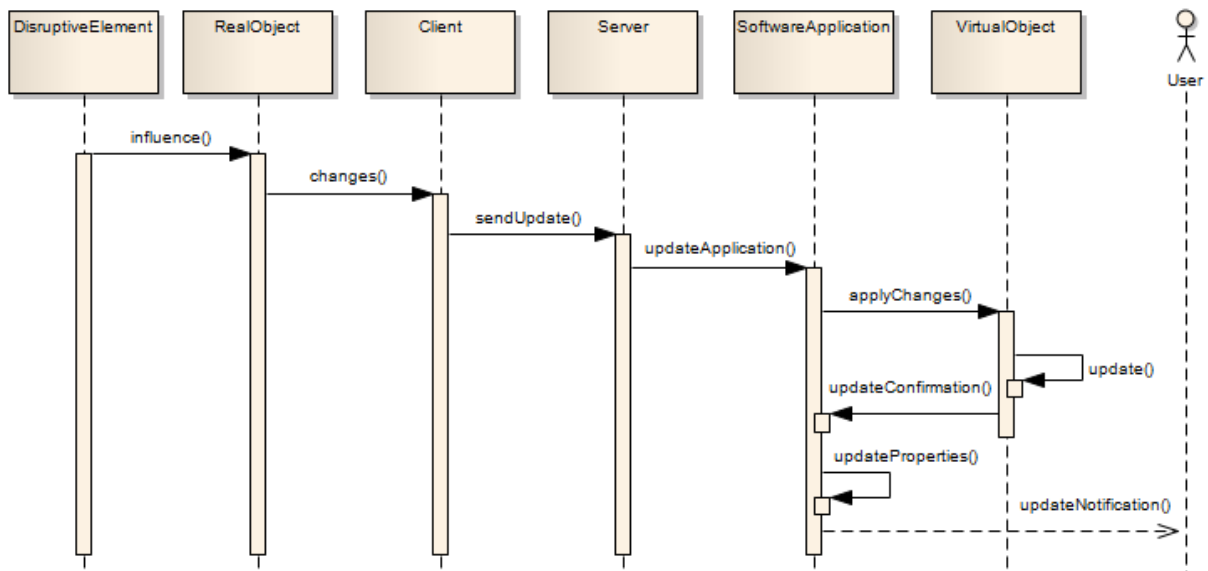 DisruptiveElement
RealObject
Client
Server
SoftwareApplication
VirtualObject
User
influence()
changes()
sendUpdate()
updateApplication()
applyChanges()
update()
updateConfirmation()
updateProperties()
updateNotification()